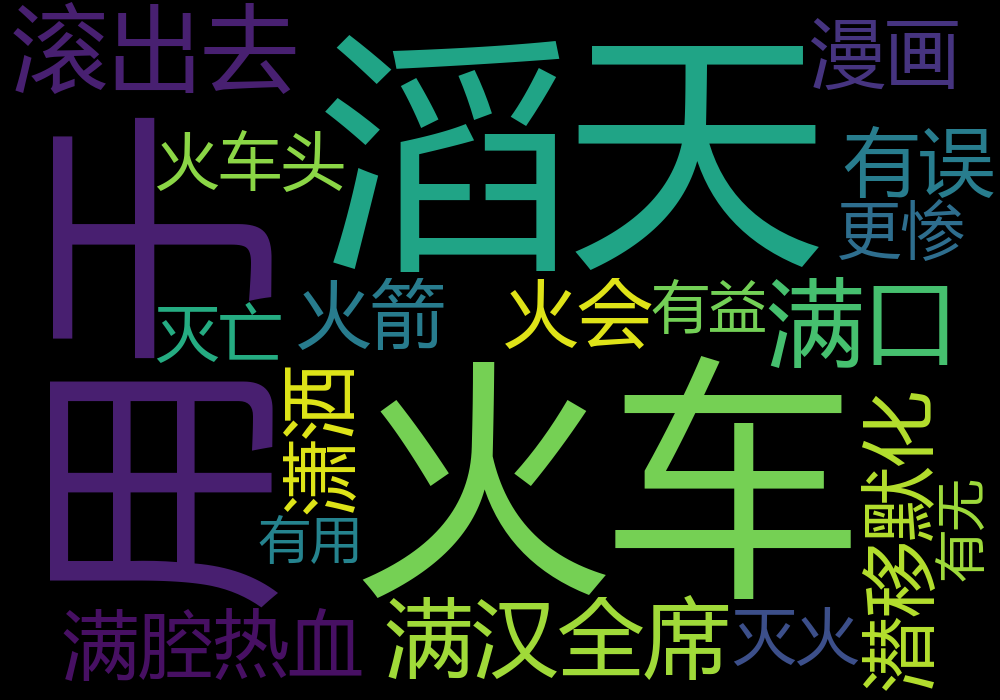 滚出去
滔天
漫画
火车头
有误
用于
更惨
灭亡
火箭
火会
有益
满口
潇洒
火车
潜移默化
有无
有用
满腔热血
满汉全席
灭火